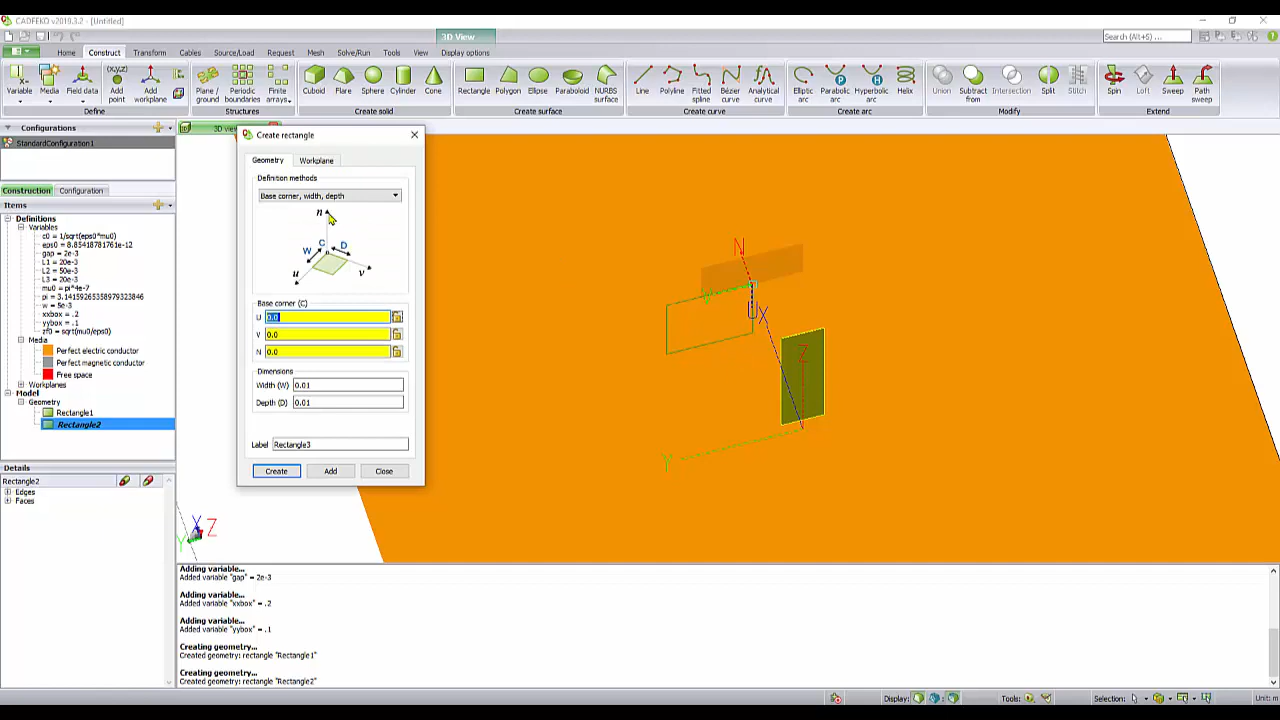 CADFEKO v2019.3.2 - [Untitled]
3D View
Search (Alt+S) ...
Home Construct Transform Cables Source/Load Request Mesh Solve/Run Tools View Display options
Variable Media Field data (x,y,z) Add point Add workplane Plane / ground Periodic boundaries Finite arrays Cuboid Flare Sphere Cylinder Cone Rectangle Polygon Ellipse Paraboloid NURBS surface Line Polyline Fitted spline Bézier curve Analytical curve Elliptic arc Parabolic arc Hyperbolic arc Helix Union Subtract from Intersection Split Stitch Spin Loft Sweep Path sweep
Define Structures Create solid Create surface Create curve Create arc Modify Extend
Configurations
StandardConfiguration1
Construction Configuration
Items
Definitions
Variables
c0 = 1/sqrt(eps0*mu0)
eps0 = 8.85418781761e-12
gap = 2e-3
L1 = 20e-3
L2 = 50e-3
L3 = 20e-3
mu0 = pi*4e-7
pi = 3.14159265358979323846
w = 5e-3
xxbox = .2
yybox = .1
zf0 = sqrt(mu0/eps0)
Media
Perfect electric conductor
Perfect magnetic conductor
Free space
Workplanes
Model
Geometry
Rectangle1
Rectangle2
Details
Rectangle2
Edges
Faces
3D view
Create rectangle
Geometry Workplane
Definition methods
Base corner, width, depth
n
W C D
u v
Base corner (C)
U 0.0
V 0.0
N 0.0
Dimensions
Width (W) 0.01
Depth (D) 0.01
Label Rectangle3
Create Add Close
N
V
U X
Z
Y
X Z
Y
Adding variable...
Added variable "gap" = 2e-3
Adding variable...
Added variable "xxbox" = .2
Adding variable...
Added variable "yybox" = .1
Creating geometry...
Created geometry: rectangle "Rectangle1"
Creating geometry...
Created geometry: rectangle "Rectangle2"
Display: Tools: Selection: Unit: m